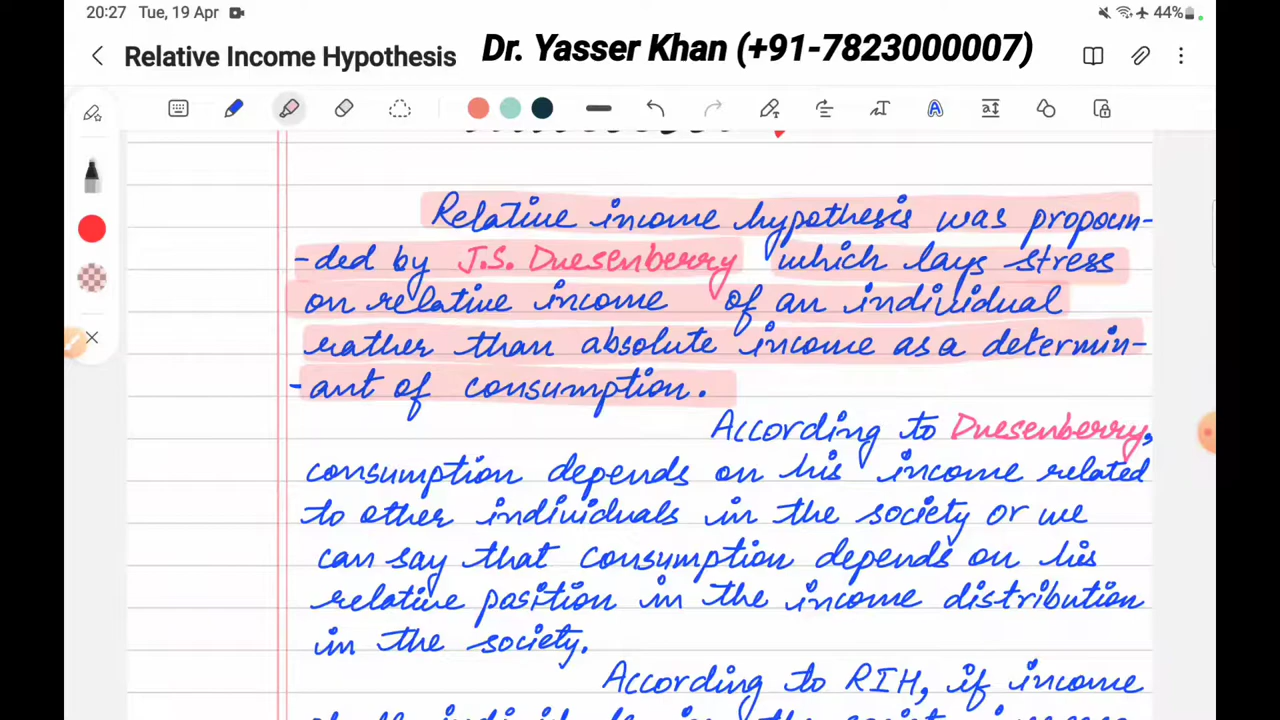 20:27 Tue, 19 Apr 44%
Relative Income Hypothesis Dr. Yasser Khan (+91-7823000007)
Relative income hypothesis was propoun-
-ded by J.S. Duesenberry which lays stress
on relative income of an individual
rather than absolute income as a determin-
-ant of consumption.
According to Duesenberry,
consumption depends on his income related
to other individuals in the society or we
can say that consumption depends on his
relative position in the income distribution
in the society.
According to RIH, if income